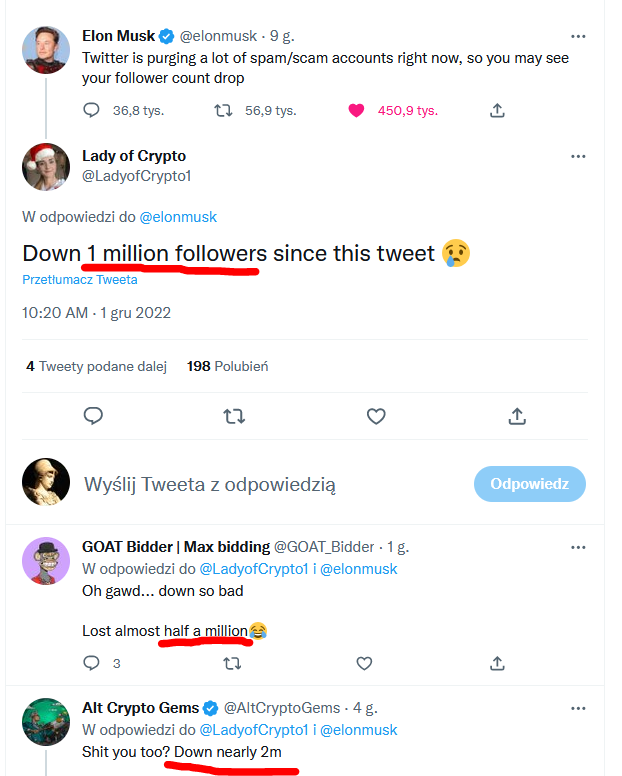 Elon Musk @elonmusk · 9 g.
Twitter is purging a lot of spam/scam accounts right now, so you may see
your follower count drop
36,8 tys. 56,9 tys. 450,9 tys.
Lady of Crypto
@LadyofCrypto1
W odpowiedzi do @elonmusk
Down 1 million followers since this tweet 😢
Przetłumacz Tweeta
10:20 AM · 1 gru 2022
4 Tweety podane dalej 198 Polubień
Wyślij Tweeta z odpowiedzią
Odpowiedz
GOAT Bidder | Max bidding @GOAT_Bidder · 1 g.
W odpowiedzi do @LadyofCrypto1 i @elonmusk
Oh gawd... down so bad
Lost almost half a million😂
3
Alt Crypto Gems @AltCryptoGems · 4 g.
W odpowiedzi do @LadyofCrypto1 i @elonmusk
Shit you too? Down nearly 2m